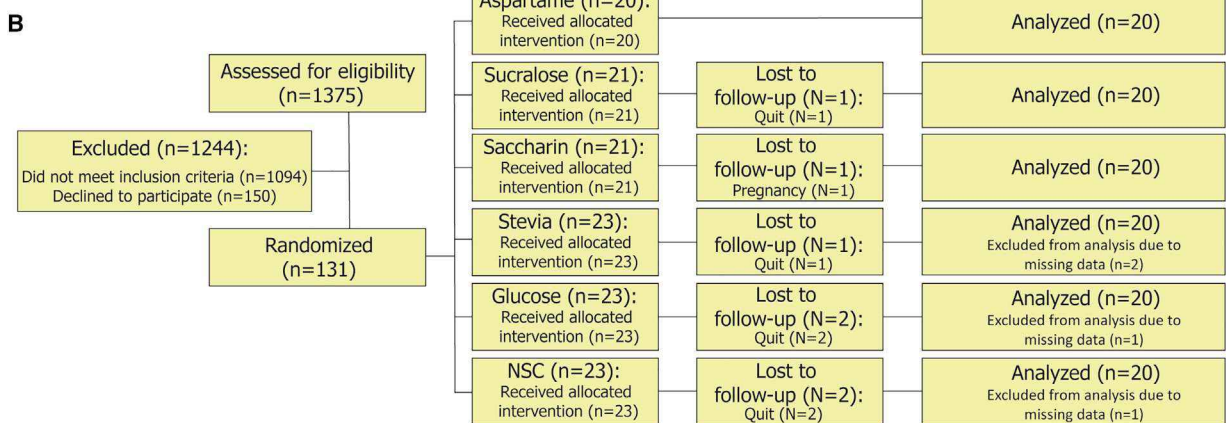 B
Assessed for eligibility
(n=1375)
Excluded (n=1244):
Did not meet inclusion criteria (n=1094)
Declined to participate (n=150)
Randomized
(n=131)
Aspartame (n=20):
Received allocated
intervention (n=20)
Analyzed (n=20)
Sucralose (n=21):
Received allocated
intervention (n=21)
Lost to
follow-up (N=1):
Quit (N=1)
Analyzed (n=20)
Saccharin (n=21):
Received allocated
intervention (n=21)
Lost to
follow-up (N=1):
Pregnancy (N=1)
Analyzed (n=20)
Stevia (n=23):
Received allocated
intervention (n=23)
Lost to
follow-up (N=1):
Quit (N=1)
Analyzed (n=20)
Excluded from analysis due to
missing data (n=2)
Glucose (n=23):
Received allocated
intervention (n=23)
Lost to
follow-up (N=2):
Quit (N=2)
Analyzed (n=20)
Excluded from analysis due to
missing data (n=1)
NSC (n=23):
Received allocated
intervention (n=23)
Lost to
follow-up (N=2):
Quit (N=2)
Analyzed (n=20)
Excluded from analysis due to
missing data (n=1)